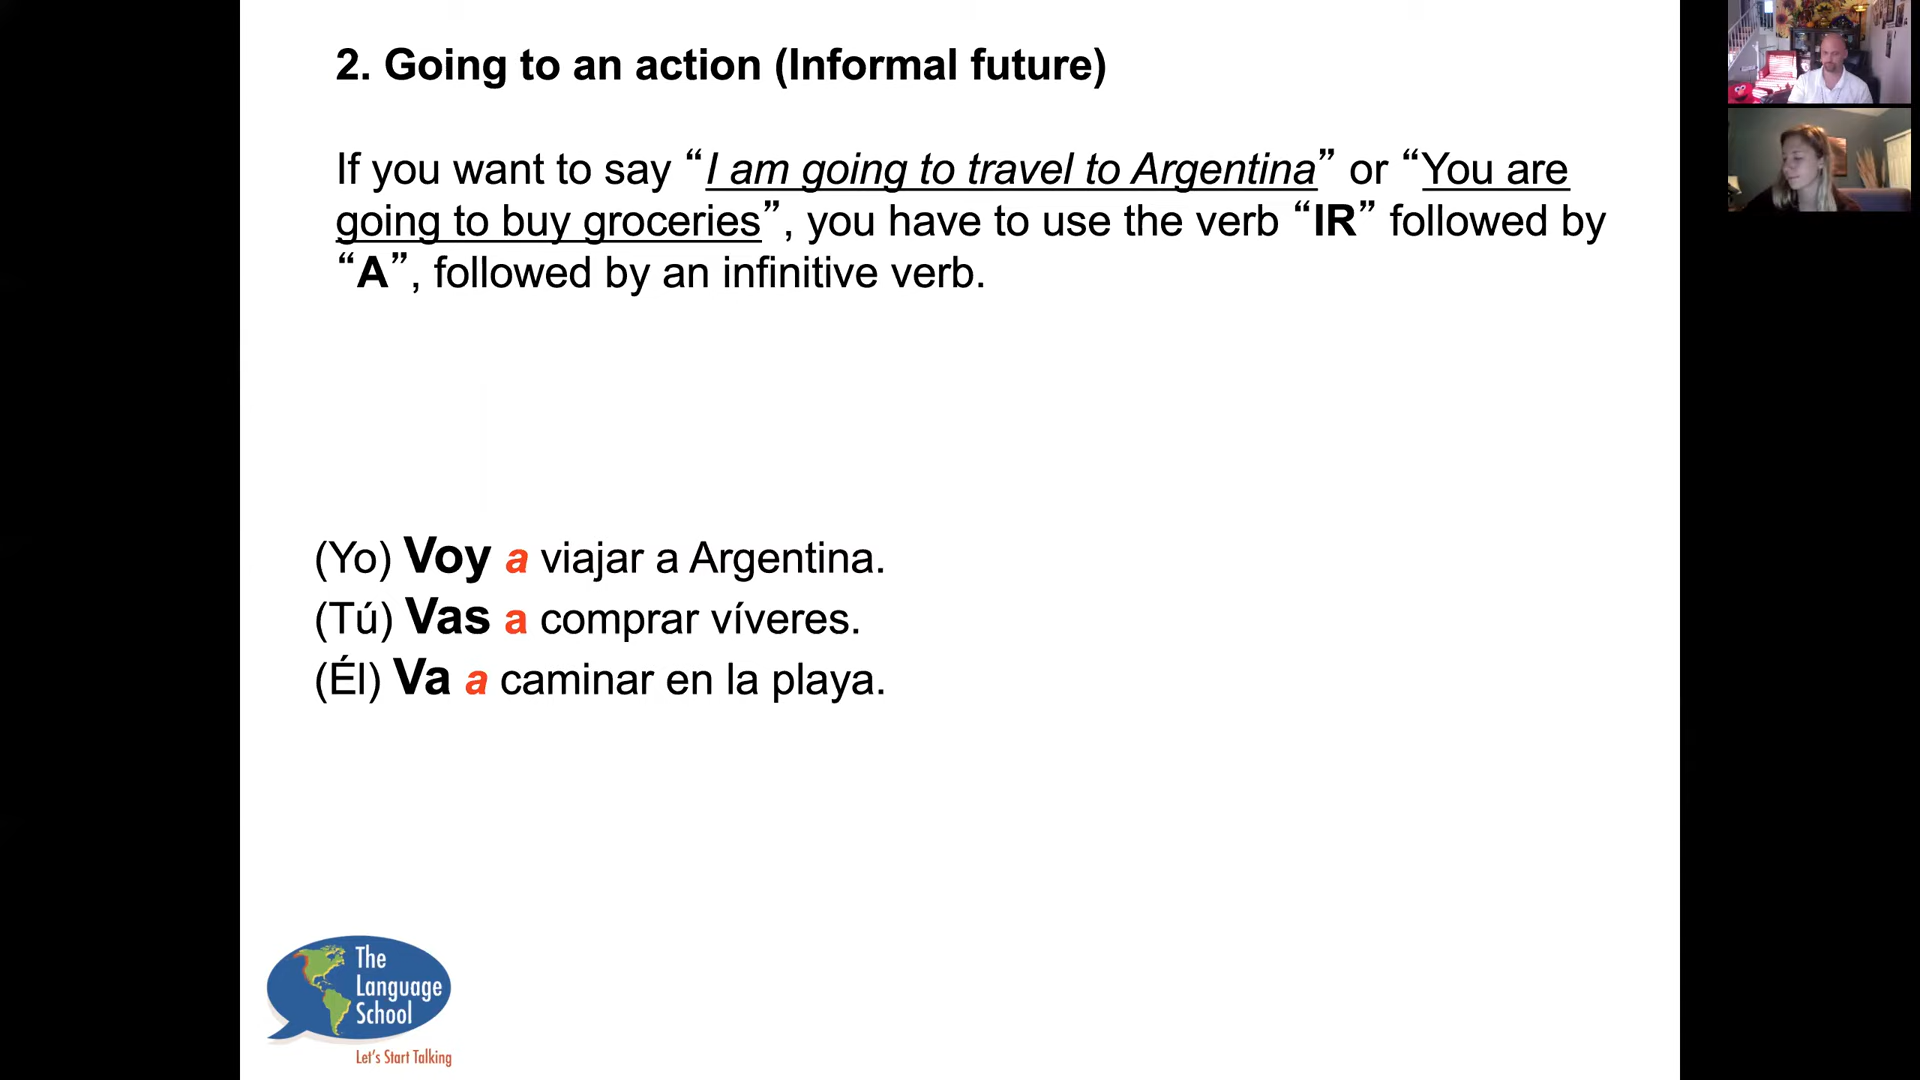 2. Going to an action (Informal future)
If you want to say “I am going to travel to Argentina” or “You are
going to buy groceries”, you have to use the verb “IR” followed by
“A”, followed by an infinitive verb.
(Yo) Voy a viajar a Argentina.
(Tú) Vas a comprar víveres.
(Él) Va a caminar en la playa.
The
Language
School
Let's Start Talking